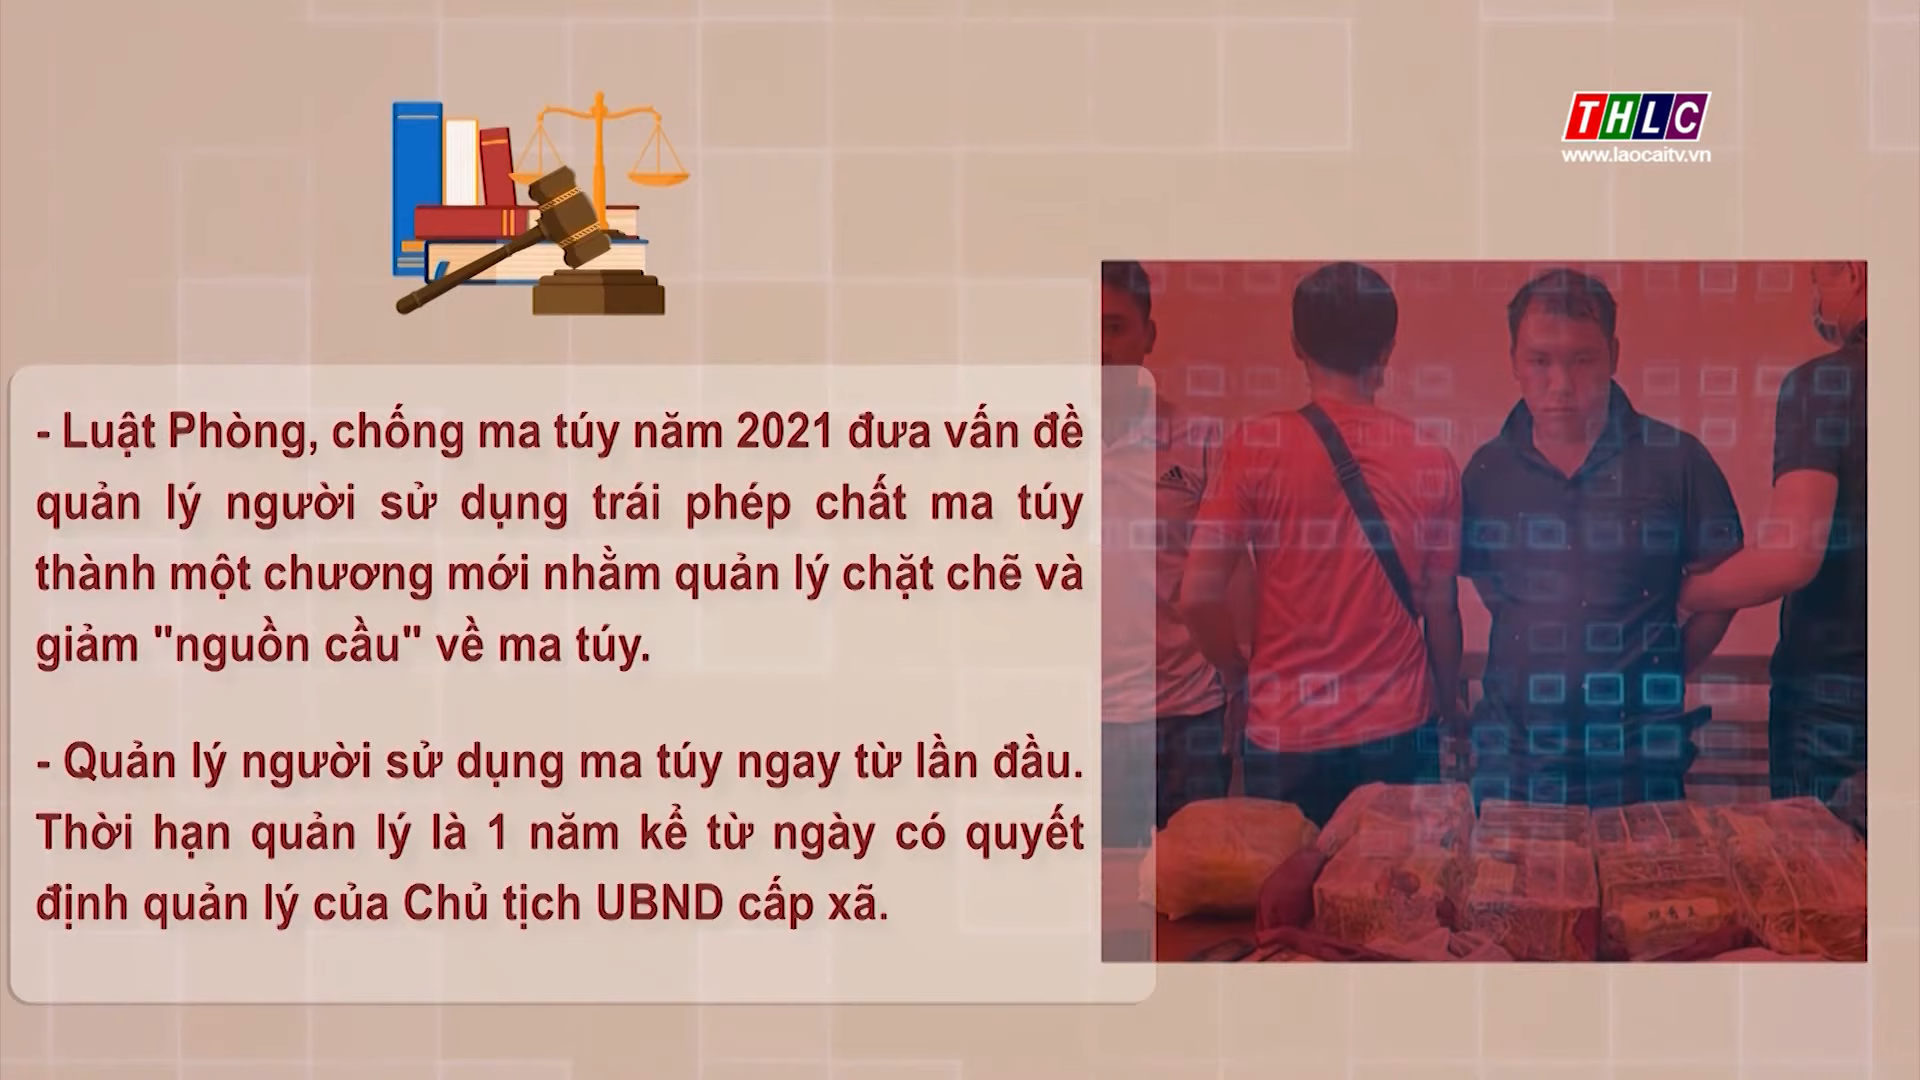 THLC
www.laocaitv.vn
- Luật Phòng, chống ma túy năm 2021 đưa vấn đề
quản lý người sử dụng trái phép chất ma túy
thành một chương mới nhằm quản lý chặt chẽ và
giảm "nguồn cầu" về ma túy.
- Quản lý người sử dụng ma túy ngay từ lần đầu.
Thời hạn quản lý là 1 năm kể từ ngày có quyết
định quản lý của Chủ tịch UBND cấp xã.